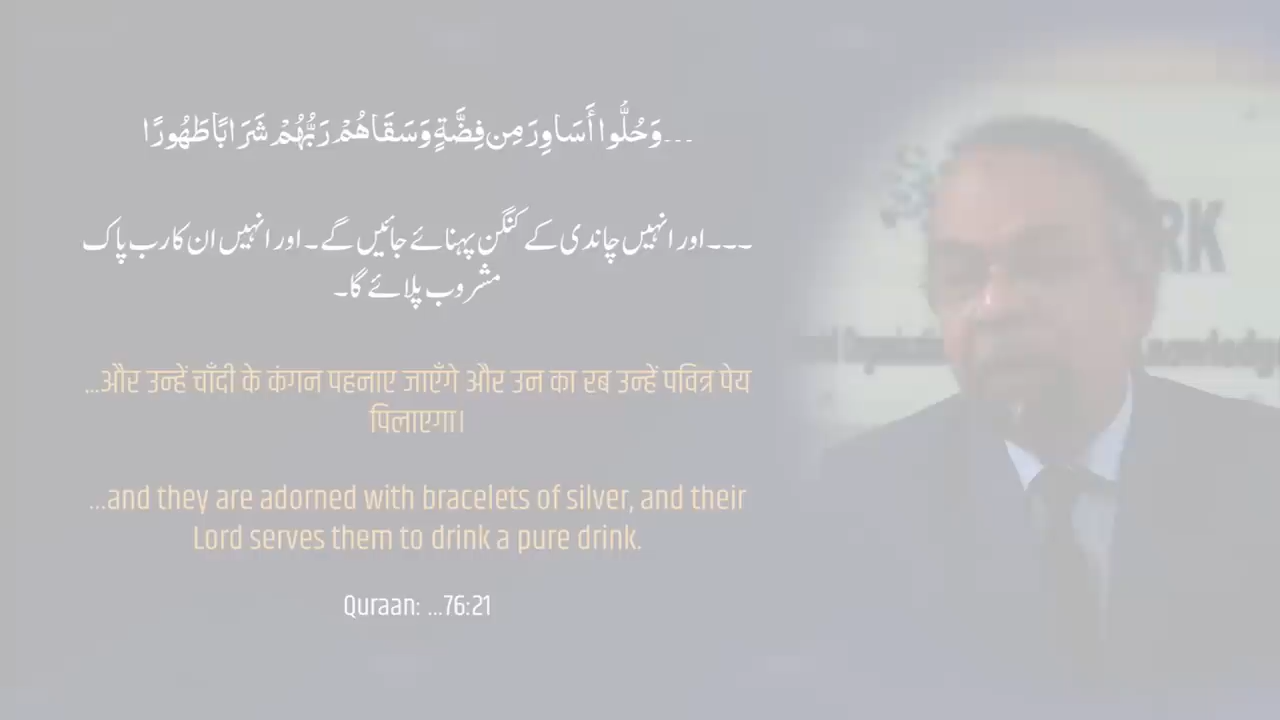 ...وَحُلُّوا أَسَاوِرَ مِن فِضَّةٍ وَسَقَاهُمْ رَبُّهُمْ شَرَابًا طَهُورًا
۔۔۔اور انہیں چاندی کے کنگن پہنائے جائیں گے۔ اور انہیں ان کا رب پاک
مشروب پلائے گا۔
...और उन्हें चाँदी के कंगन पहनाए जाएँगे और उन का रब उन्हें पवित्र पेय
पिलाएगा।
...and they are adorned with bracelets of silver, and their
Lord serves them to drink a pure drink.
Quraan: ...76:21
RK